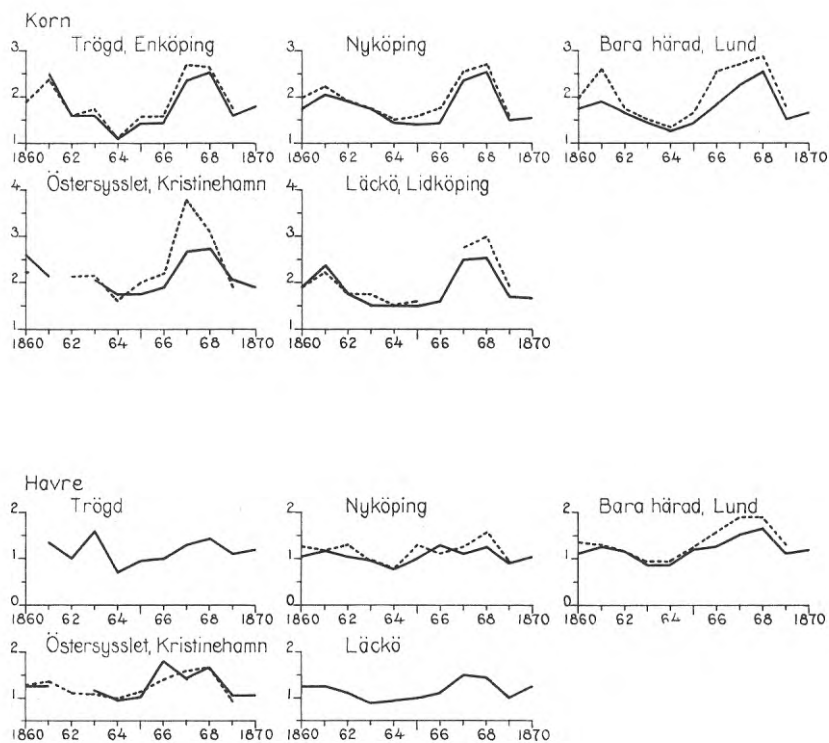 Korn
Trögd, Enköping Nyköping Bara härad, Lund
3 3 3
2 2 2
1 1 1
1860 62 64 66 68 1870 1860 62 64 66 68 1870 1860 62 64 66 68 1870
Östersysslet, Kristinehamn Läckö, Lidköping
4 4
3 3
2 2
1 1
1860 62 64 66 68 1870 1860 62 64 66 68 1870
Havre
Trögd Nyköping Bara härad, Lund
2 2 2
1 1 1
0 0 0
1860 62 64 66 68 1870 1860 62 64 66 68 1870 1860 62 64 66 68 1870
Östersysslet, Kristinehamn Läckö
2 2
1 1
1860 62 64 66 68 1870 1860 62 64 66 68 1870